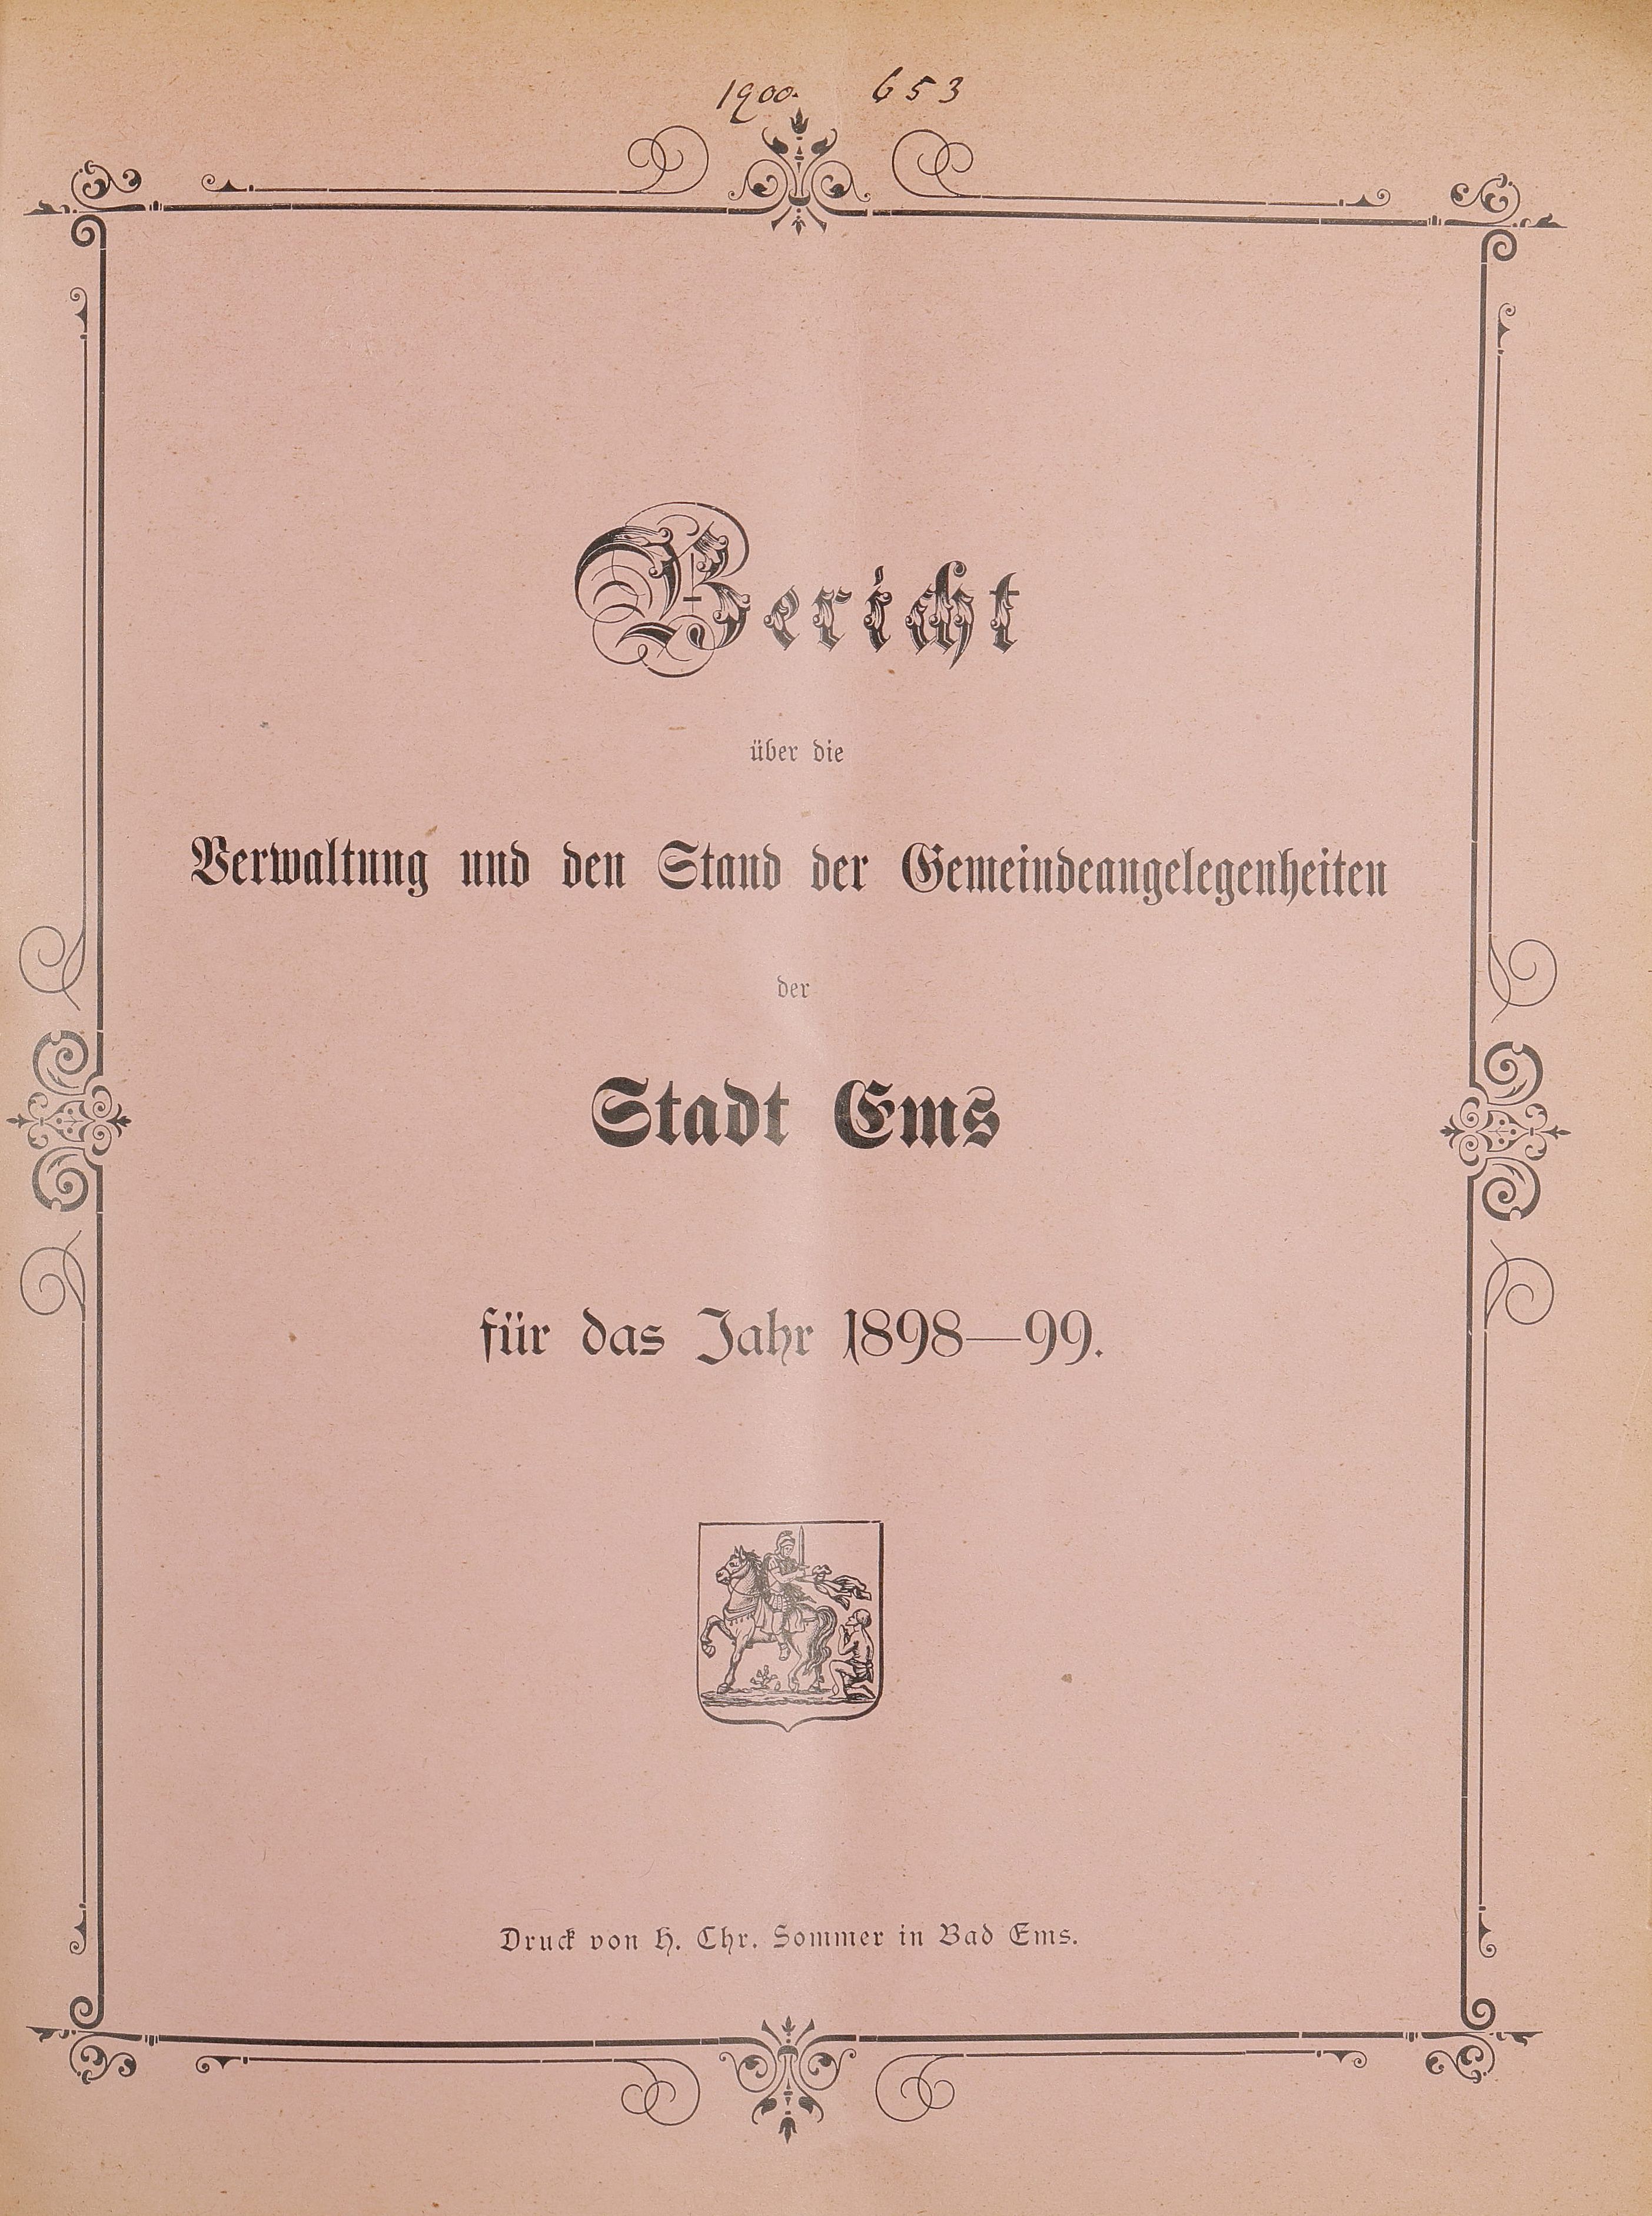 1900. 653
Bericht
über die
Verwaltung und den Stand der Gemeindeangelegenheiten
der
Stadt Ems
für das Jahr 1898—99.
Druck von H. Chr. Sommer in Bad Ems.